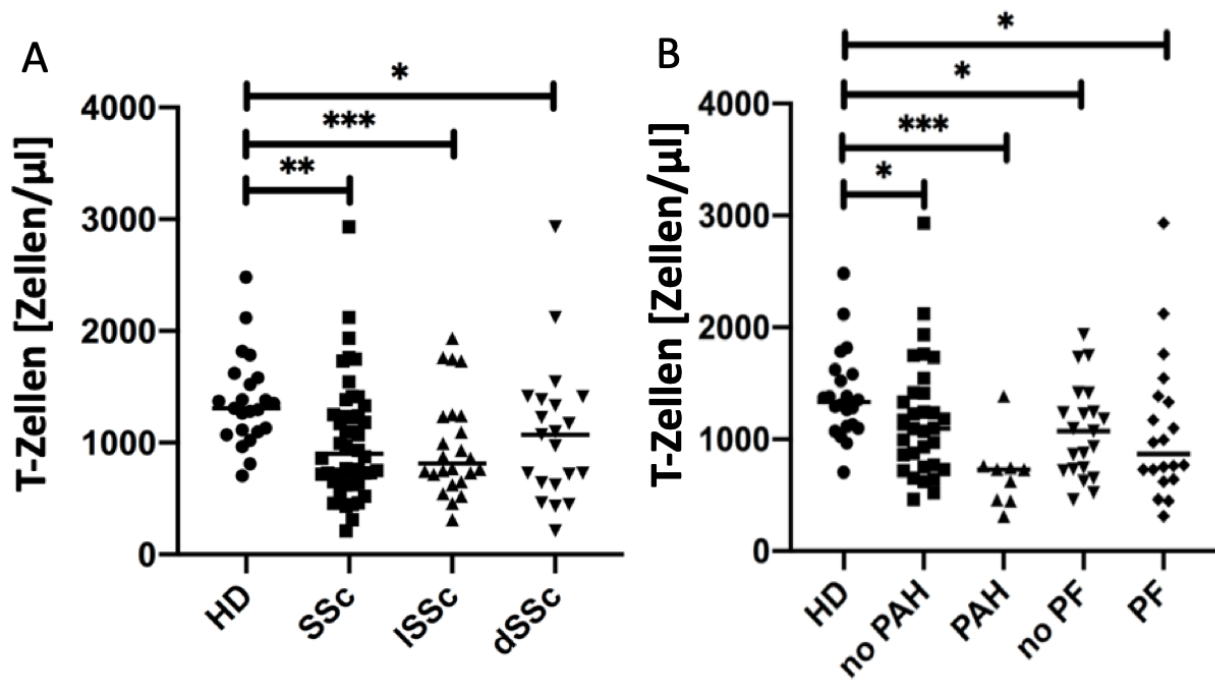 A
T-Zellen [Zellen/µl]
4000
3000
2000
1000
0
*
***
**
HD
SSc
lSSc
dSSc
B
T-Zellen [Zellen/µl]
4000
3000
2000
1000
0
*
*
***
*
HD
no PAH
PAH
no PF
PF